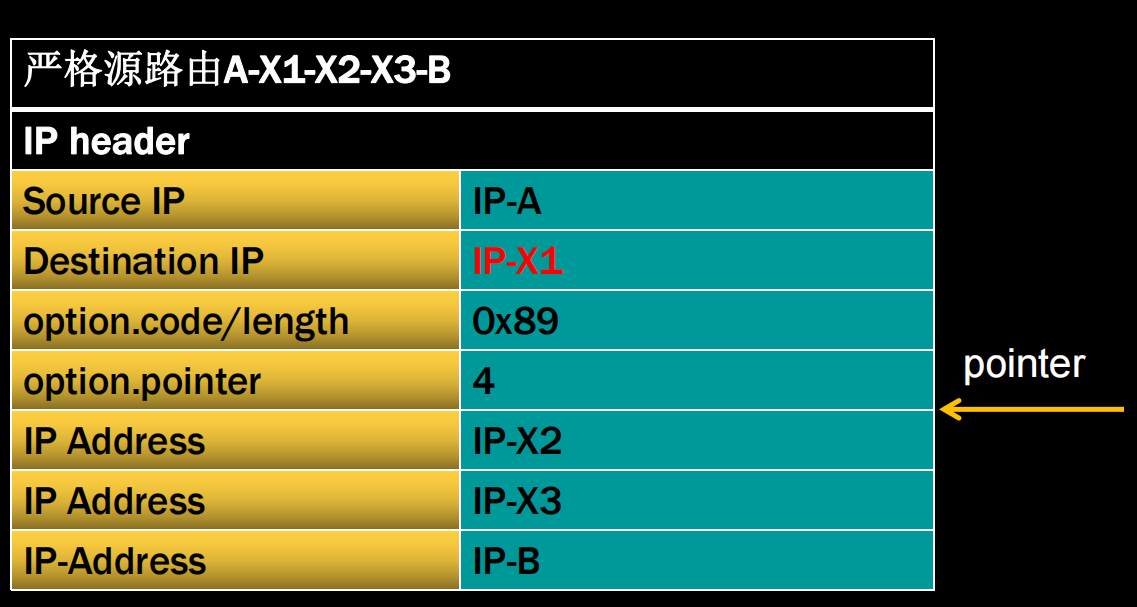 严格源路由A-X1-X2-X3-B
IP header
Source IP IP-A
Destination IP IP-X1
option.code/length 0x89
option.pointer 4
pointer
IP Address IP-X2
IP Address IP-X3
IP-Address IP-B